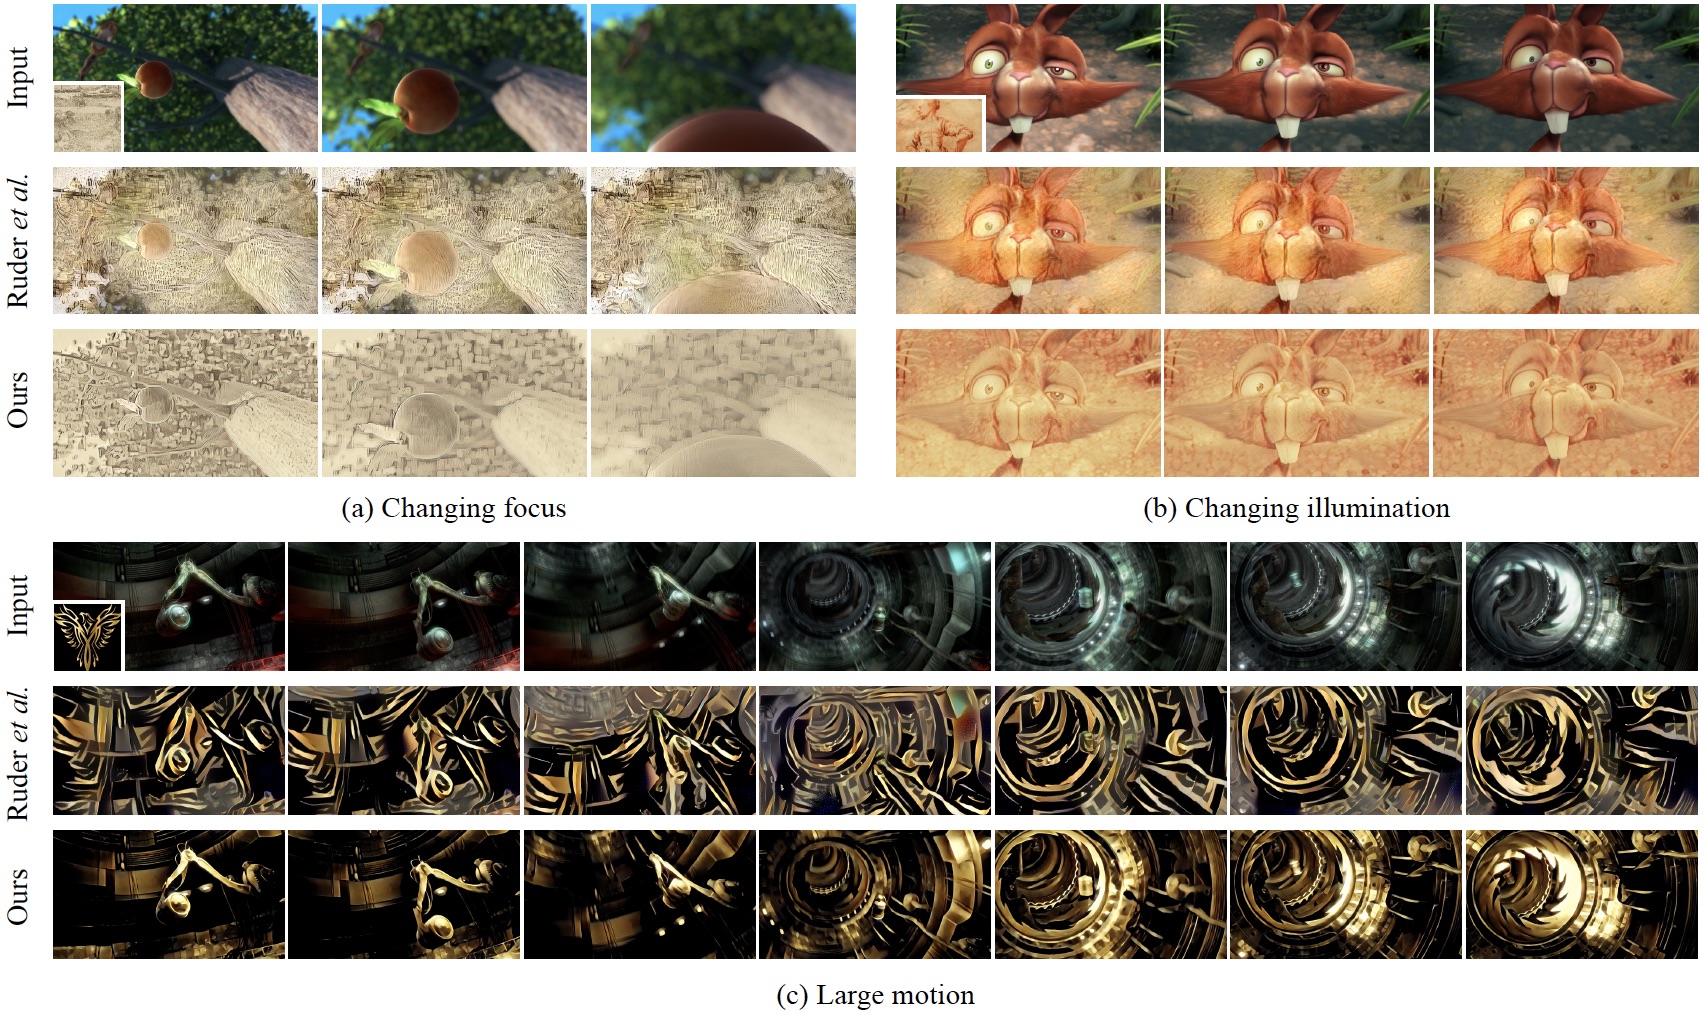 Input
Ruder et al.
Ours
(a) Changing focus
(b) Changing illumination
Input
Ruder et al.
Ours
(c) Large motion